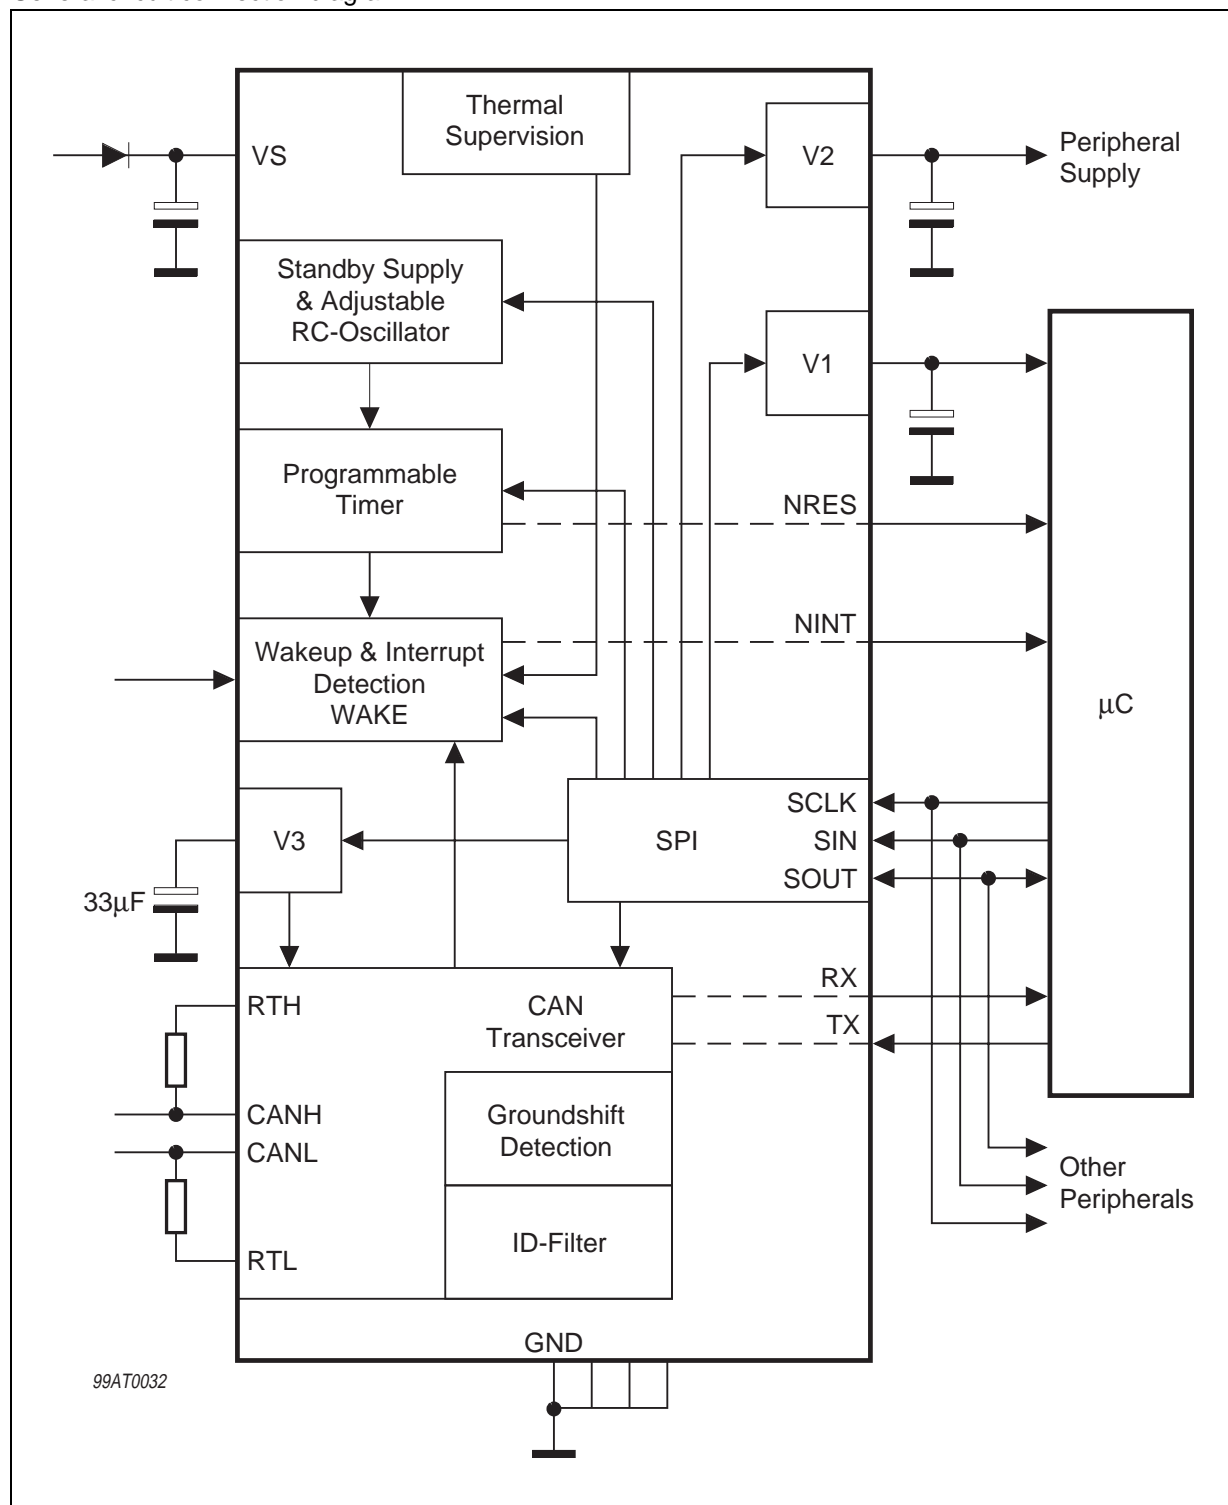 Thermal
Supervision
VS
V2
Peripheral
Supply
Standby Supply
& Adjustable
RC-Oscillator
V1
Programmable
Timer
NRES
NINT
Wakeup & Interrupt
Detection
WAKE
μC
SCLK
V3
SPI
SIN
SOUT
33μF
RX
RTH
CAN
Transceiver
TX
CANH
Groundshift
Detection
CANL
Other
Peripherals
ID-Filter
RTL
GND
99AT0032